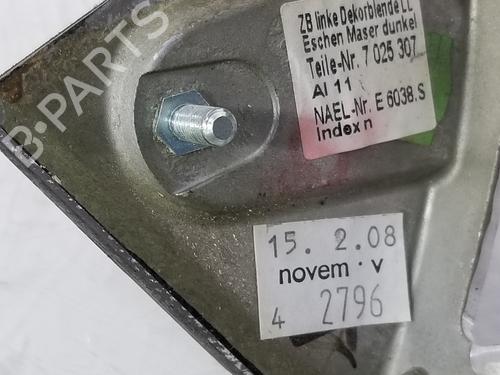 ZB linke Dekorblende LL
Eschen Maser dunkel
Teile-Nr. 7 025 307
AI 11
NAEL-Nr. E 6038.S
Index n
B-PARTS
15. 2.08
novem · v
4 2796